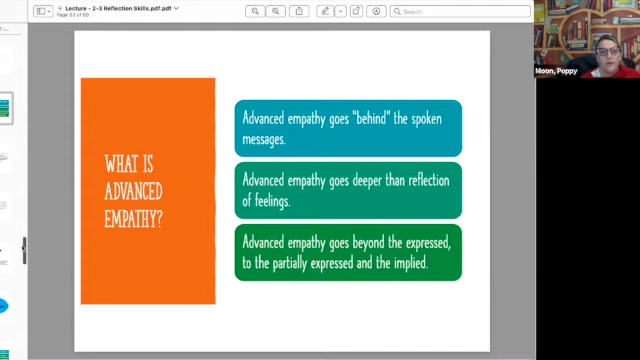 Lecture - 2-3 Reflection Skills.pdf.pdf
Page 53 of 60
Search
Moon, Poppy
WHAT IS
ADVANCED
EMPATHY?
Advanced empathy goes "behind" the spoken
messages.
Advanced empathy goes deeper than reflection
of feelings.
Advanced empathy goes beyond the expressed,
to the partially expressed and the implied.